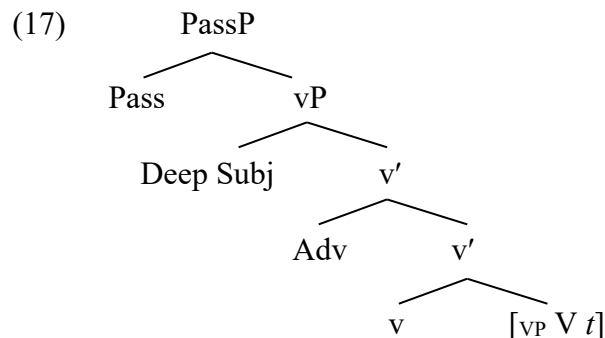 (17) PassP
Pass vP
Deep Subj v′
Adv v′
v [VP V t]